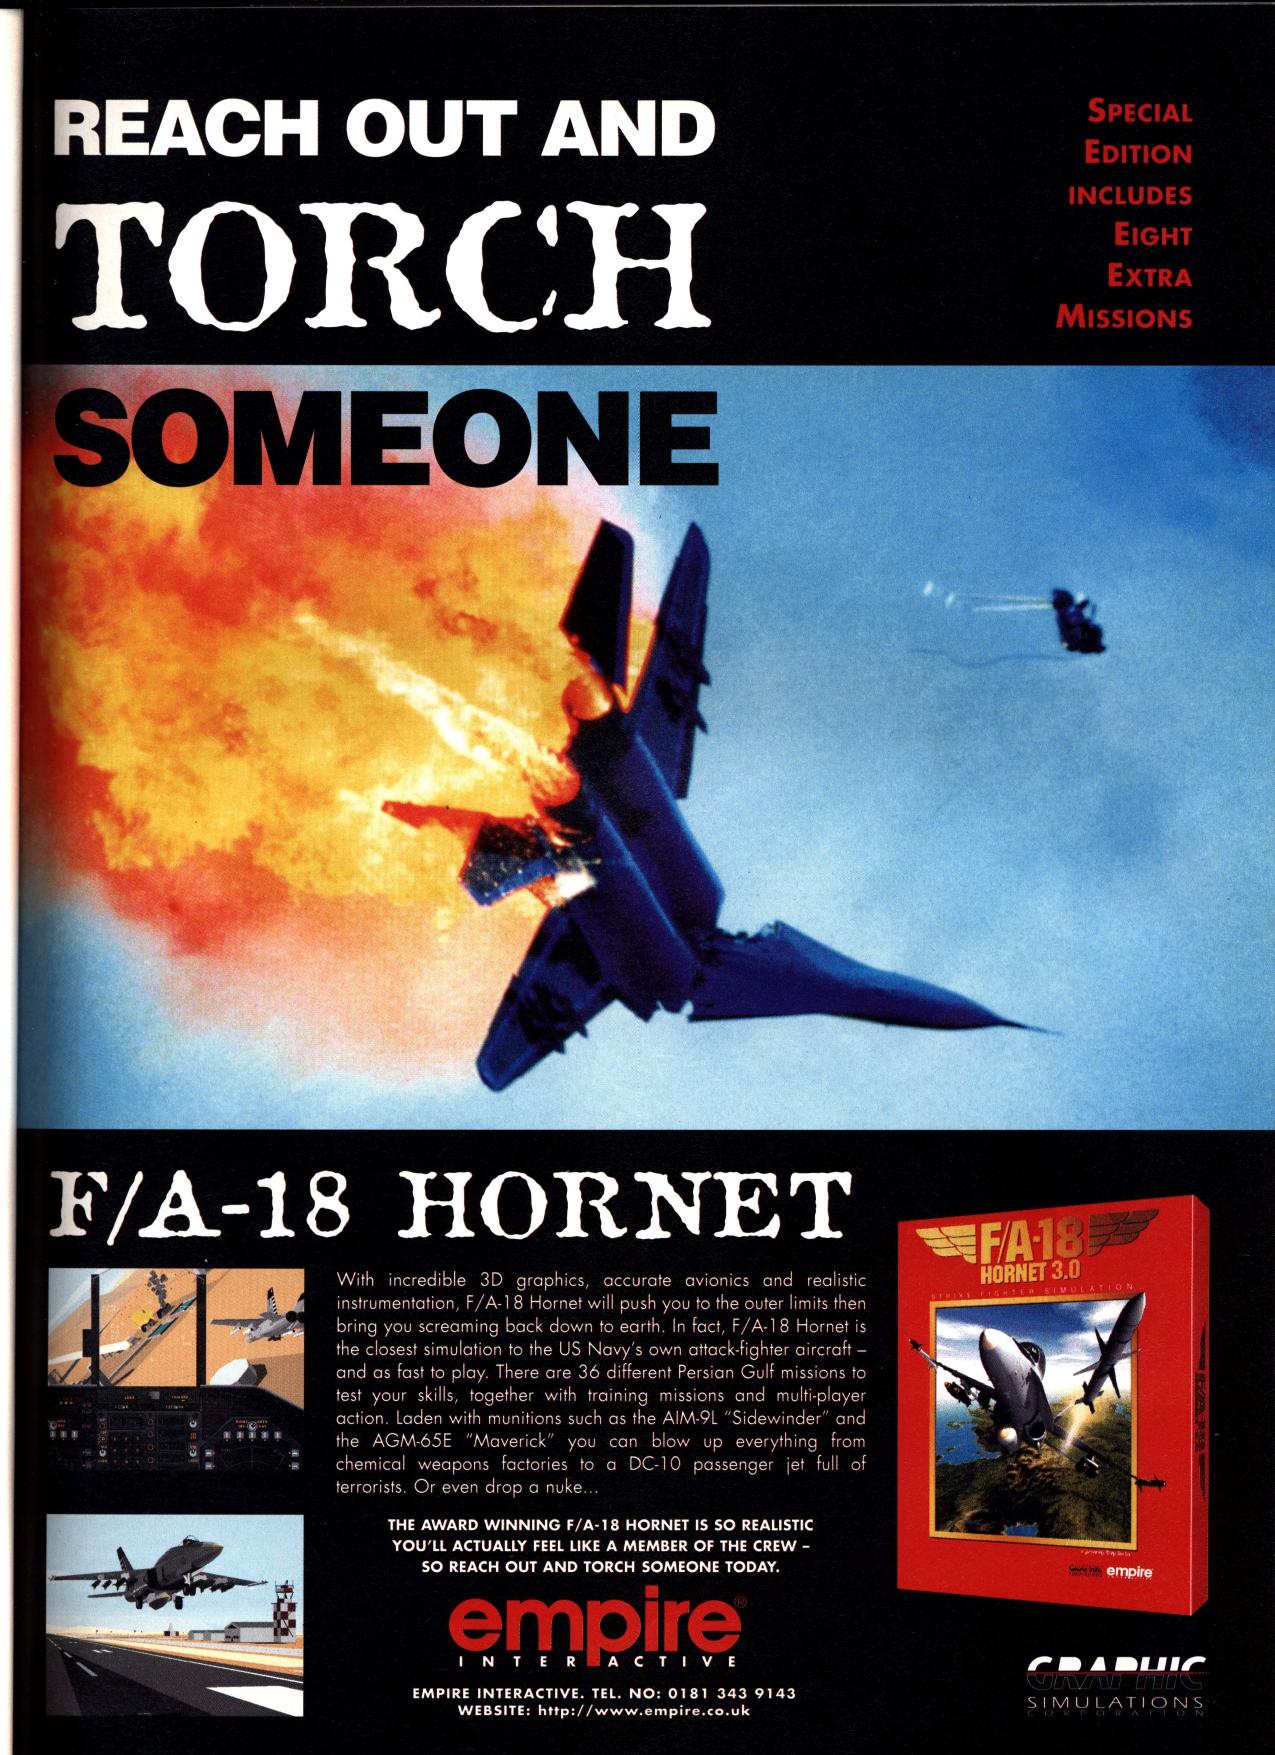 REACH OUT AND
TORCH
SOMEONE
SPECIAL
EDITION
INCLUDES
EIGHT
EXTRA
MISSIONS
F/A-18 HORNET
With incredible 3D graphics, accurate avionics and realistic
instrumentation, F/A-18 Hornet will push you to the outer limits then
bring you screaming back down to earth. In fact, F/A-18 Hornet is
the closest simulation to the US Navy's own attack-fighter aircraft –
and as fast to play. There are 36 different Persian Gulf missions to
test your skills, together with training missions and multi-player
action. Laden with munitions such as the AIM-9L "Sidewinder" and
the AGM-65E "Maverick" you can blow up everything from
chemical weapons factories to a DC-10 passenger jet full of
terrorists. Or even drop a nuke...
THE AWARD WINNING F/A-18 HORNET IS SO REALISTIC
YOU'LL ACTUALLY FEEL LIKE A MEMBER OF THE CREW –
SO REACH OUT AND TORCH SOMEONE TODAY.
empire®
INTERACTIVE
EMPIRE INTERACTIVE. TEL. NO: 0181 343 9143
WEBSITE: http://www.empire.co.uk
F/A-18
HORNET 3.0
STRIKE FIGHTER SIMULATION
GRAPHIC
empire
GRAPHIC
SIMULATIONS
CORPORATION